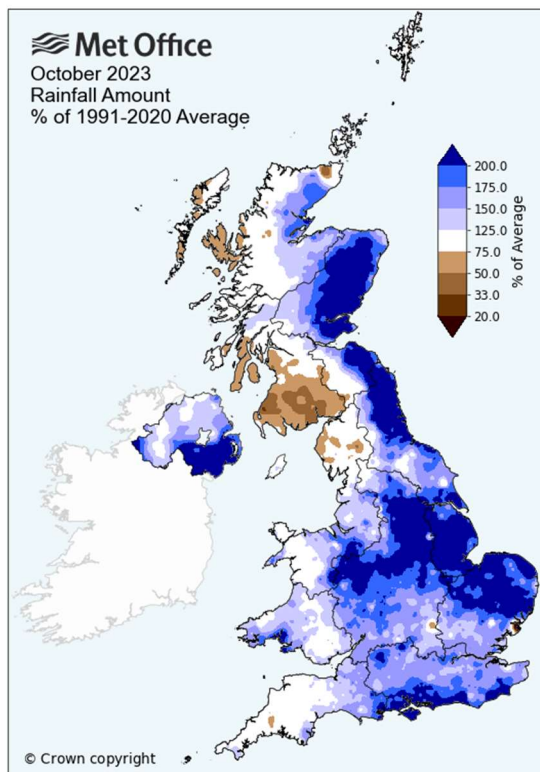 Met Office
October 2023
Rainfall Amount
% of 1991-2020 Average
200.0
175.0
150.0
125.0
75.0
50.0
33.0
20.0
% of Average
© Crown copyright